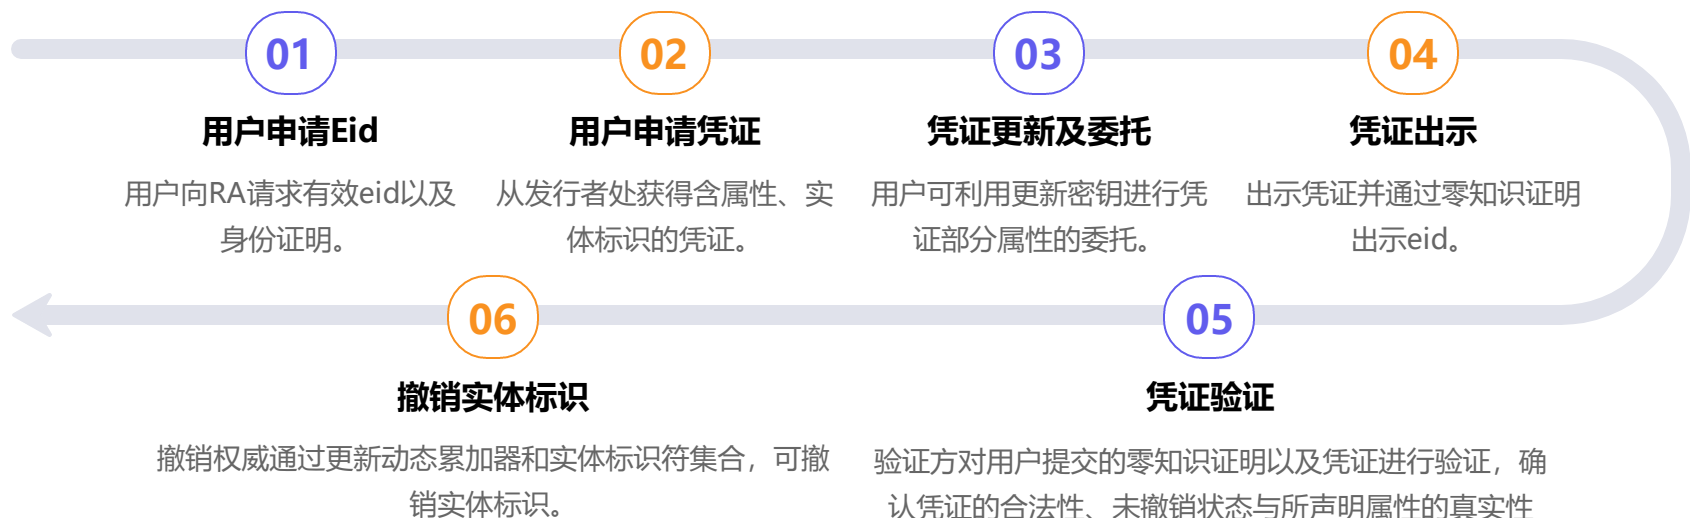 01
用户申请Eid
用户向RA请求有效eid以及
身份证明。
02
用户申请凭证
从发行者处获得含属性、实
体标识的凭证。
03
凭证更新及委托
用户可利用更新密钥进行凭
证部分属性的委托。
04
凭证出示
出示凭证并通过零知识证明
出示eid。
05
凭证验证
验证方对用户提交的零知识证明以及凭证进行验证，确
认凭证的合法性、未撤销状态与所声明属性的真实性
06
撤销实体标识
撤销权威通过更新动态累加器和实体标识符集合，可撤
销实体标识。